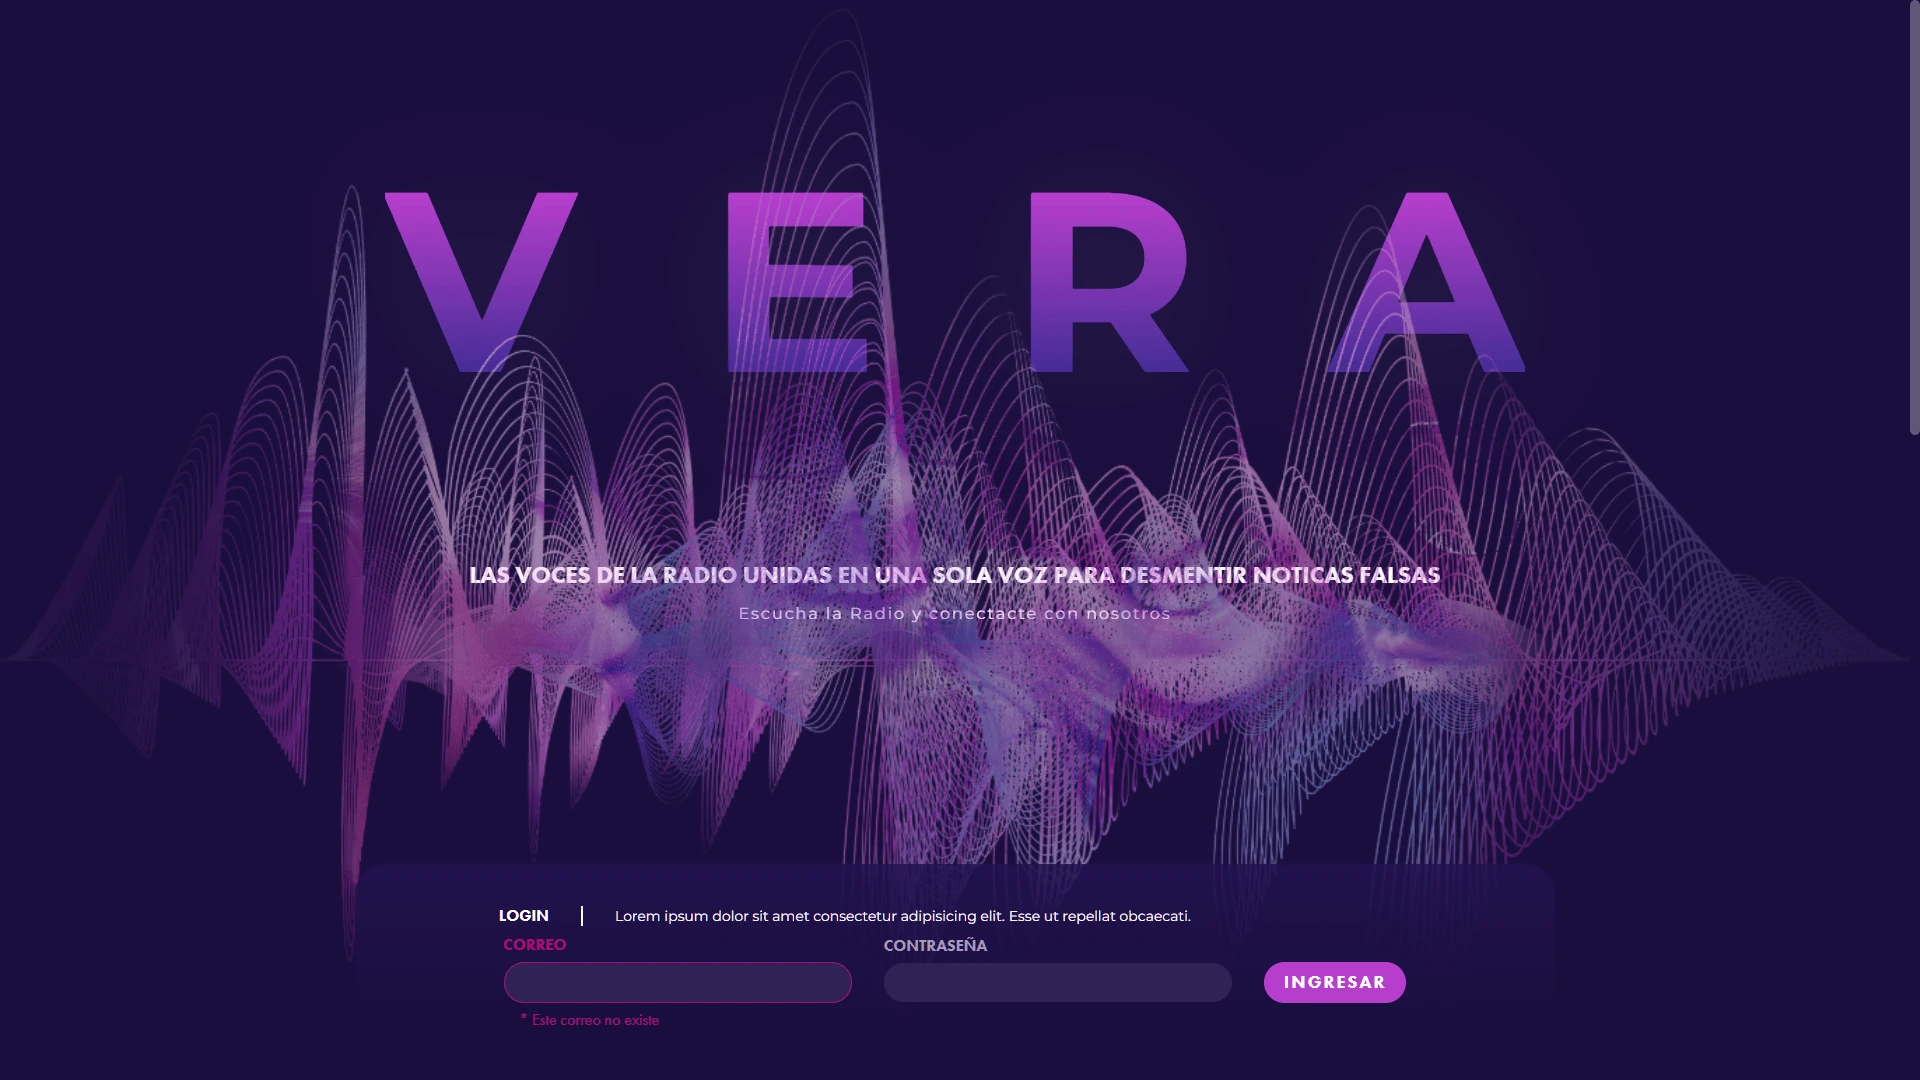 VERA
LAS VOCES DE LA RADIO UNIDAS EN UNA SOLA VOZ PARA DESMENTIR NOTICAS FALSAS
Escucha la Radio y conectacte con nosotros
LOGIN | Lorem ipsum dolor sit amet consectetur adipisicing elit. Esse ut repellat obcaecati.
CORREO CONTRASEÑA
INGRESAR
* Este correo no existe